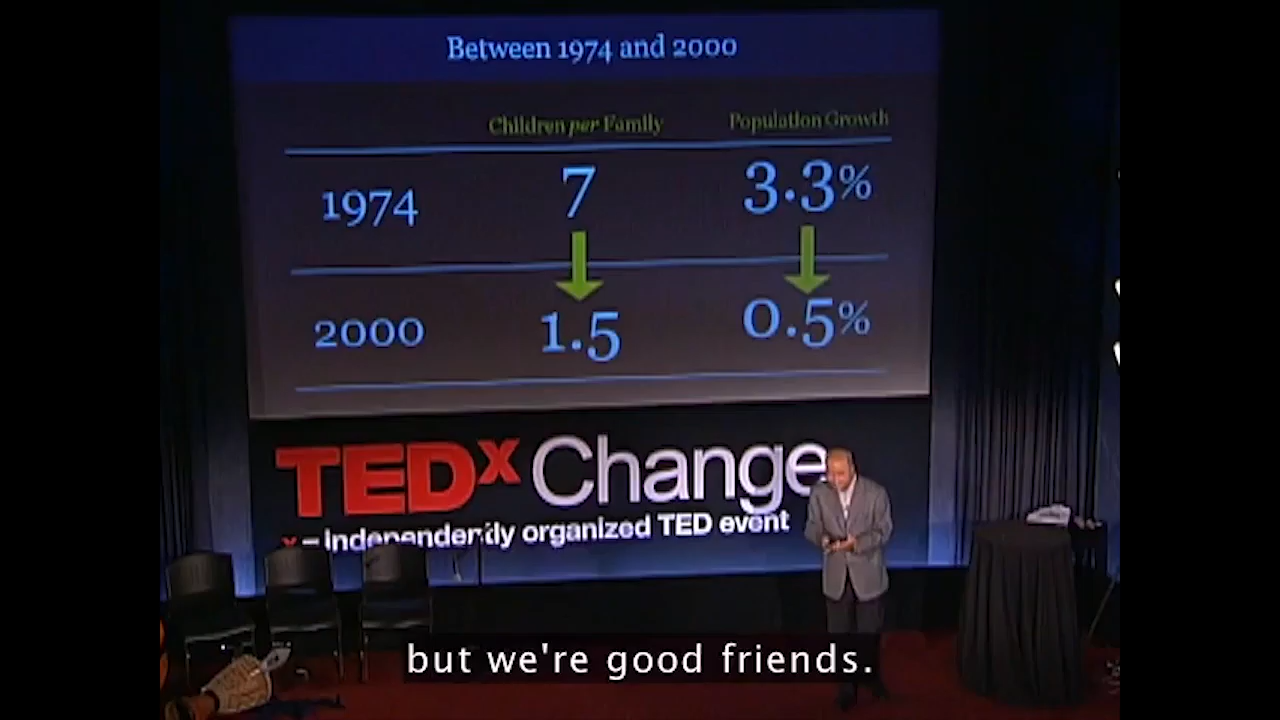 Between 1974 and 2000
Children per Family Population Growth
1974 7 3.3%
2000 1.5 0.5%
TEDx Change
x = independently organized TED event
but we're good friends.